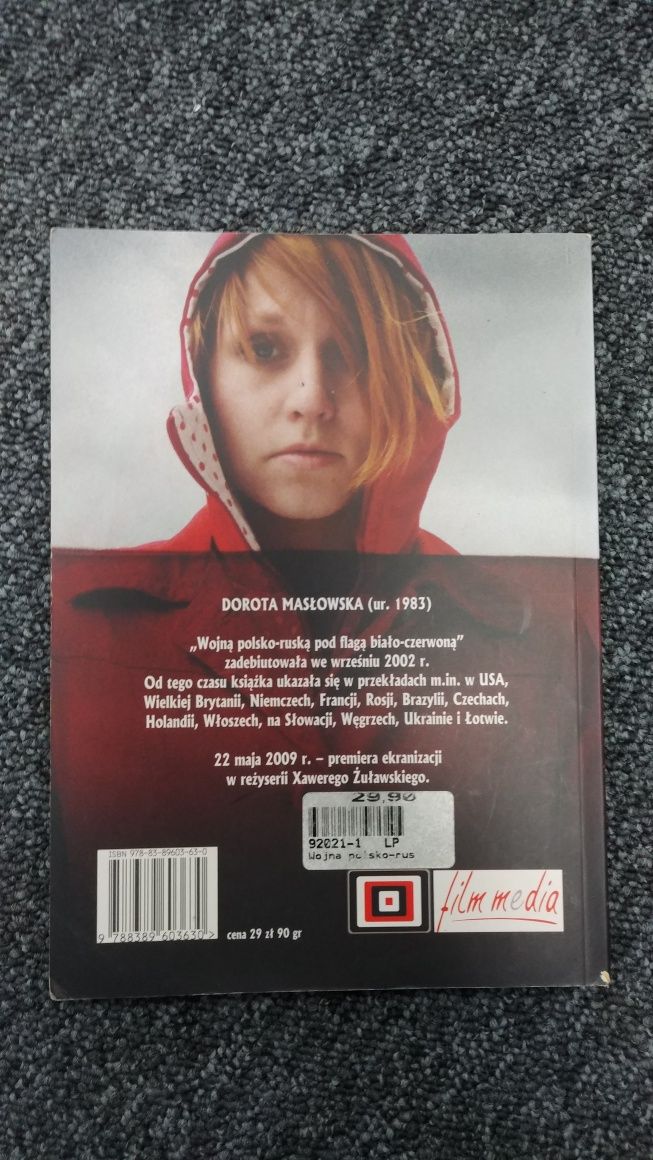 DOROTA MASŁOWSKA (ur. 1983)
„Wojną polsko-ruską pod flagą biało-czerwoną”
zadebiutowała we wrześniu 2002 r.
Od tego czasu książka ukazała się w przekładach m.in. w USA,
Wielkiej Brytanii, Niemczech, Francji, Rosji, Brazylii, Czechach,
Holandii, Włoszech, na Słowacji, Węgrzech, Ukrainie i Łotwie.
22 maja 2009 r. – premiera ekranizacji
w reżyserii Xawerego Żuławskiego.
29,90
92021-1 LP
Wojna polsko-rus
ISBN 978-83-89603-63-0
9 788389 603630>
cena 29 zł 90 gr
film media